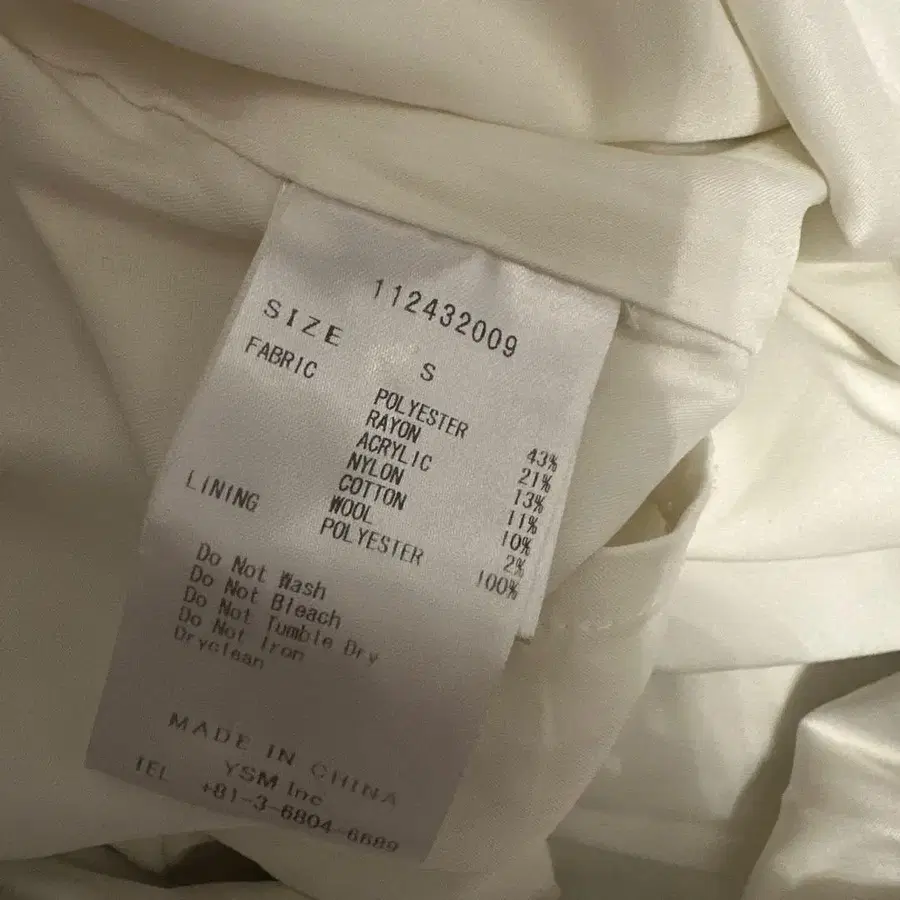 112432009
SIZE S
FABRIC POLYESTER 43%
RAYON 21%
ACRYLIC 13%
NYLON 11%
COTTON 10%
WOOL 2%
LINING POLYESTER 100%
Do Not Wash
Do Not Bleach
Do Not Tumble Dry
Do Not Iron
Dryclean
MADE IN CHINA
YSM Inc
TEL +81-3-6804-6689